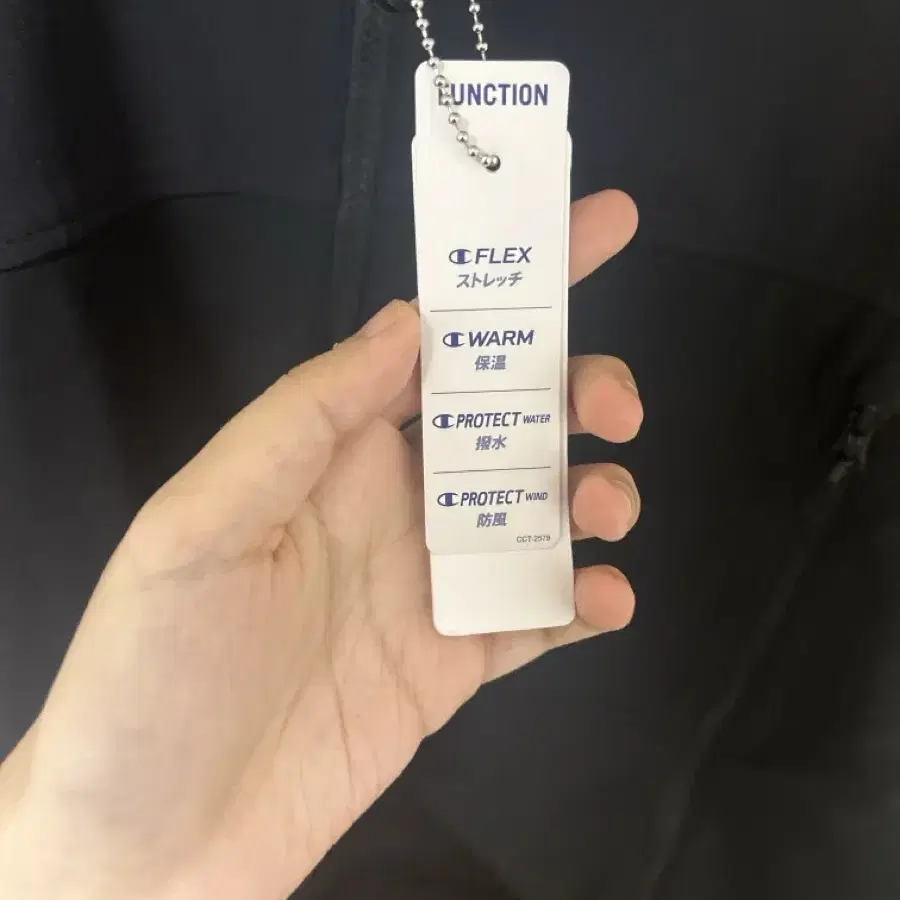 FUNCTION
FLEX
ストレッチ
WARM
保温
PROTECT WATER
撥水
PROTECT WIND
防風
CCT-2579